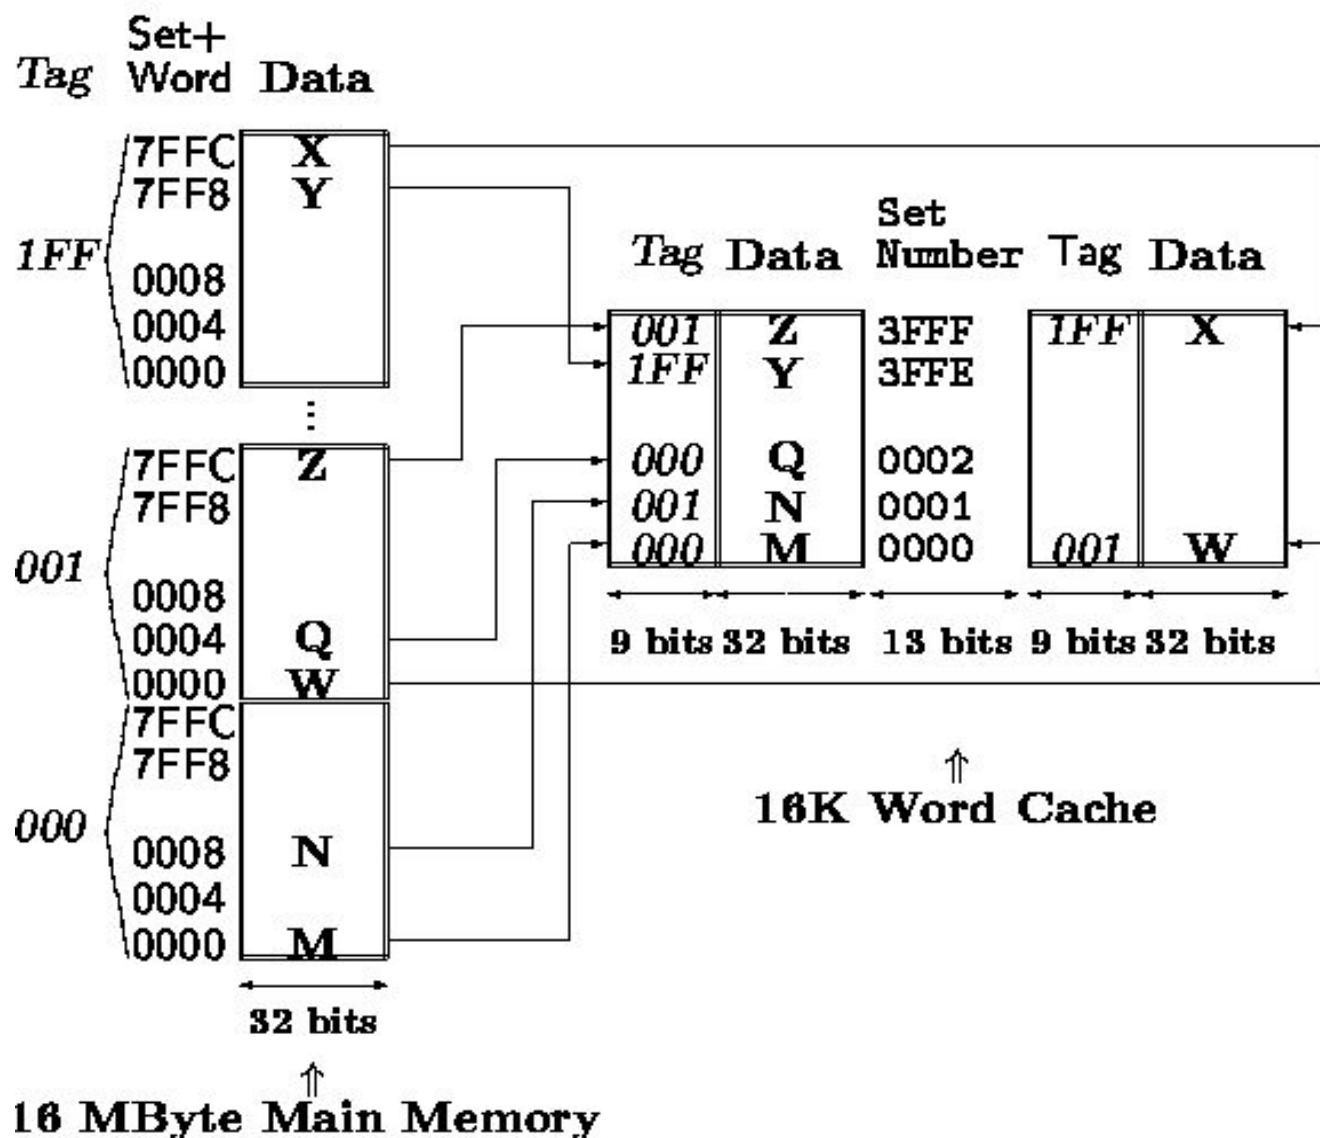 Set+
Tag Word Data
7FFC X
7FF8 Y
1FF
0008
0004
0000
⋮
7FFC Z
7FF8
001
0008
0004 Q
0000 W
7FFC
7FF8
000
0008 N
0004
0000 M
32 bits
⇑
16 MByte Main Memory
Set
Tag Data Number Tag Data
001 Z 3FFF 1FF X
1FF Y 3FFE
000 Q 0002
001 N 0001
000 M 0000 001 W
9 bits 32 bits 13 bits 9 bits 32 bits
⇑
16K Word Cache